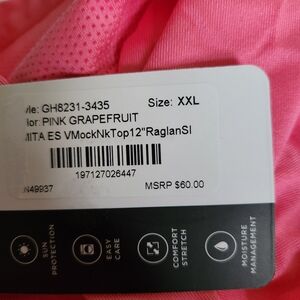 yle: GH8231-3435 Size: XXL
lor: PINK GRAPEFRUIT
MITA ES VMockNkTop12"RaglanSl
197127026447
N49937 MSRP $60.00
SUN PROTECTION
EASY CARE
COMFORT STRETCH
MOISTURE MANAGEMENT